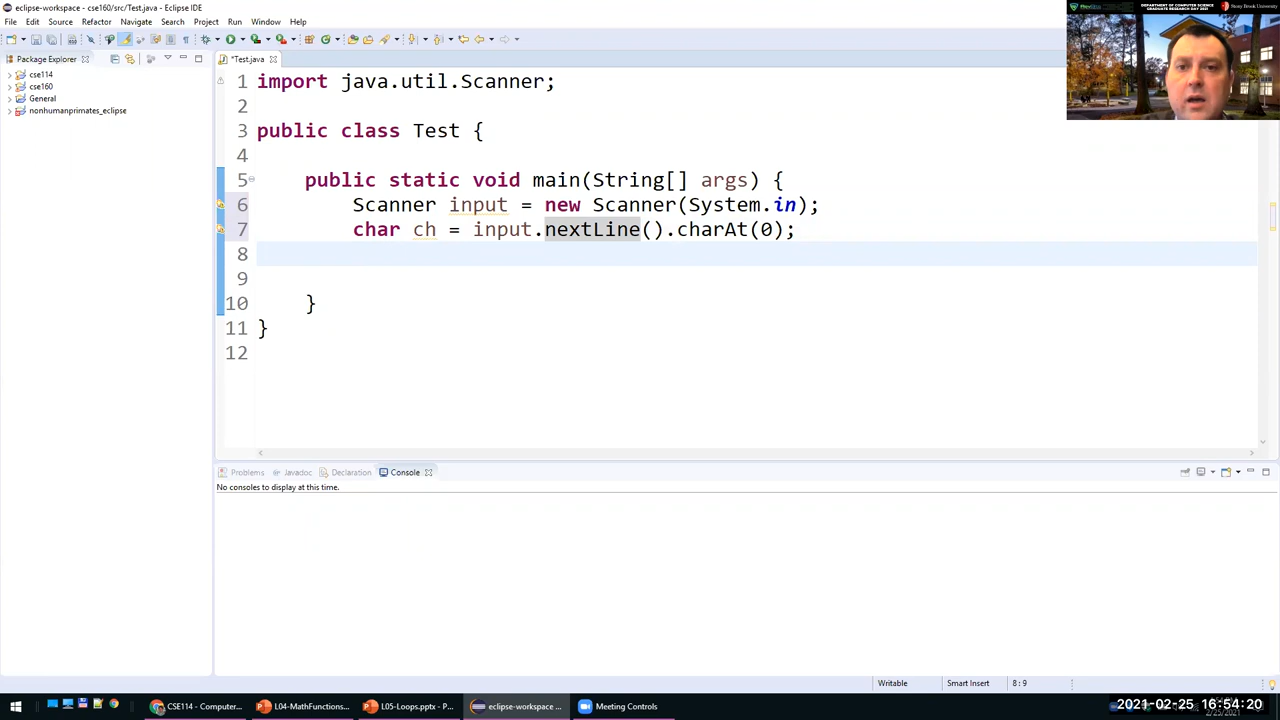 eclipse-workspace - cse160/src/Test.java - Eclipse IDE
File Edit Source Refactor Navigate Search Project Run Window Help
Package Explorer
*Test.java
cse114
cse160
General
nonhumanprimates_eclipse
1 import java.util.Scanner;
2
3 public class Test {
4
5 public static void main(String[] args) {
6 Scanner input = new Scanner(System.in);
7 char ch = input.nextLine().charAt(0);
8
9
10 }
11 }
12
DEPARTMENT OF COMPUTER SCIENCE
GRADUATE RESEARCH DAY 2021
Stony Brook University
Problems Javadoc Declaration Console
No consoles to display at this time.
Writable Smart Insert 8 : 9
CSE114 - Computer... L04-MathFunctions... L05-Loops.pptx - P... eclipse-workspace ... Meeting Controls
2021-02-25 16:54:20